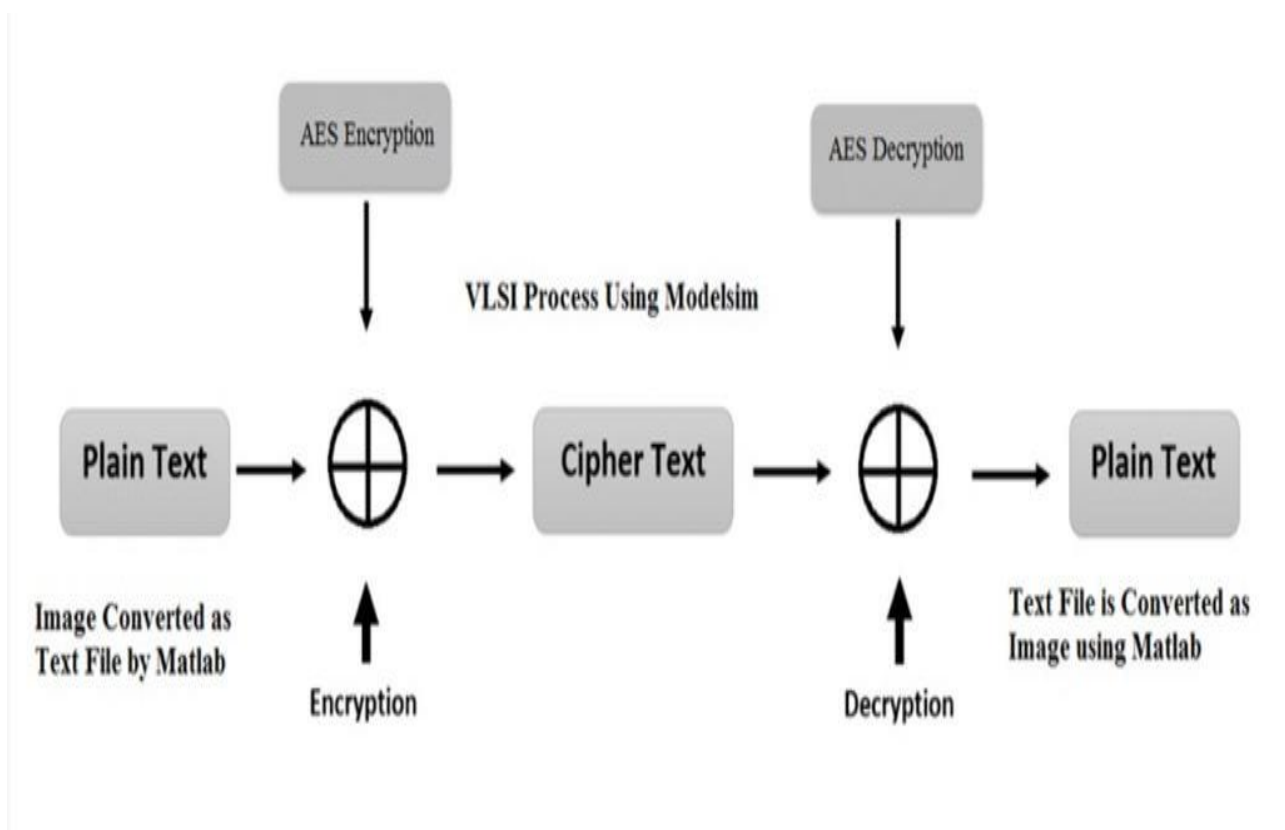 AES Encryption
AES Decryption
VLSI Process Using Modelsim
Plain Text
Cipher Text
Plain Text
Image Converted as
Text File by Matlab
Text File is Converted as
Image using Matlab
Encryption
Decryption